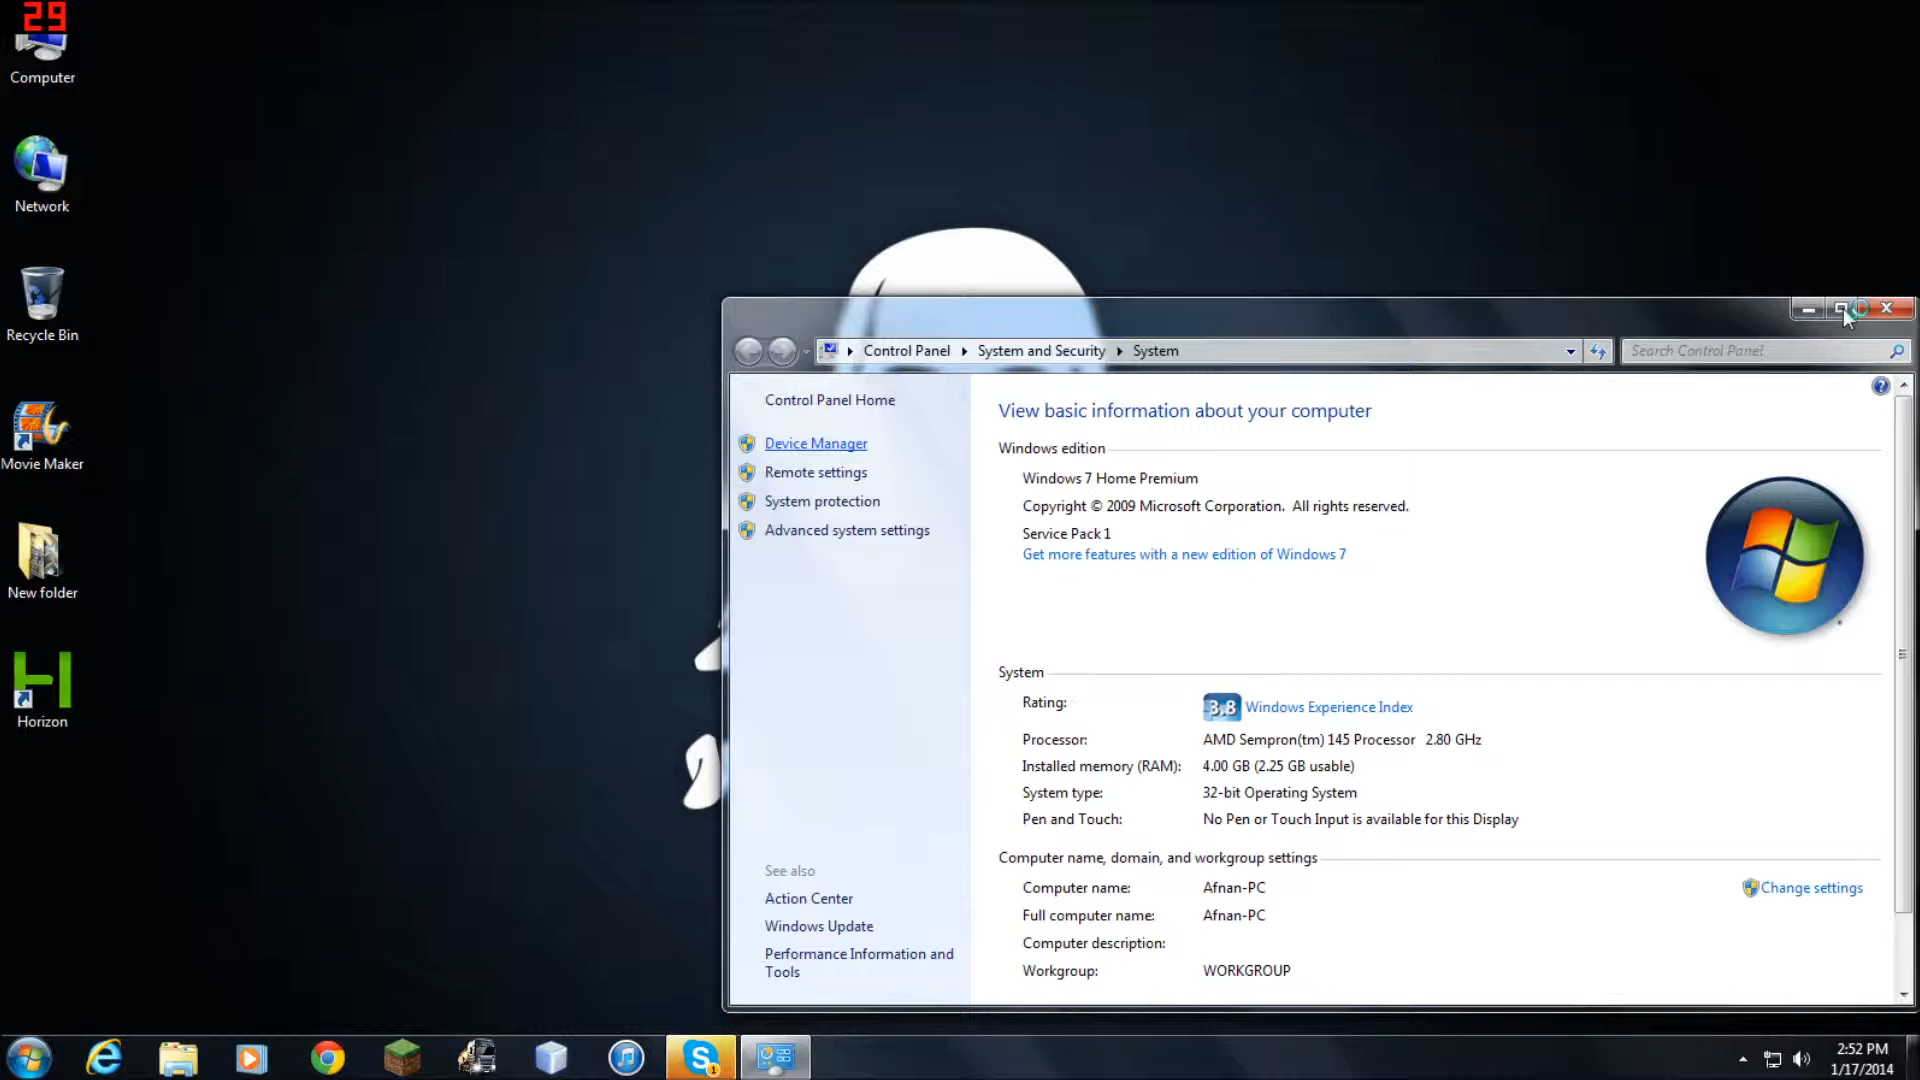 29
Computer
Network
Recycle Bin
Movie Maker
New folder
Horizon
Control Panel System and Security System
Search Control Panel
Control Panel Home
Device Manager
Remote settings
System protection
Advanced system settings
See also
Action Center
Windows Update
Performance Information and
Tools
View basic information about your computer
Windows edition
Windows 7 Home Premium
Copyright © 2009 Microsoft Corporation. All rights reserved.
Service Pack 1
Get more features with a new edition of Windows 7
System
Rating: 3,8 Windows Experience Index
Processor: AMD Sempron(tm) 145 Processor 2.80 GHz
Installed memory (RAM): 4.00 GB (2.25 GB usable)
System type: 32-bit Operating System
Pen and Touch: No Pen or Touch Input is available for this Display
Computer name, domain, and workgroup settings
Computer name: Afnan-PC Change settings
Full computer name: Afnan-PC
Computer description:
Workgroup: WORKGROUP
2:52 PM
1/17/2014